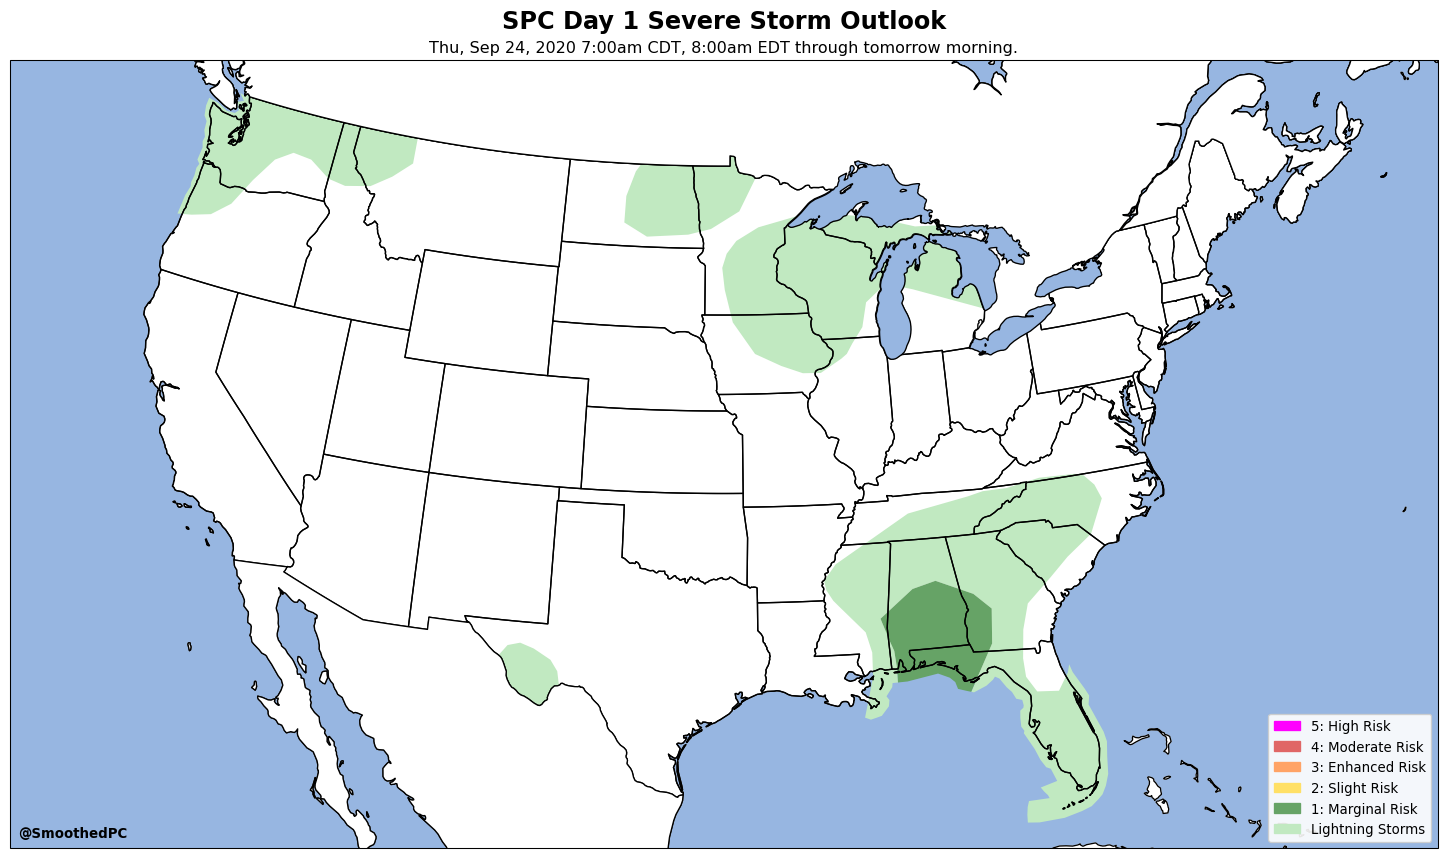 SPC Day 1 Severe Storm Outlook
Thu, Sep 24, 2020 7:00am CDT, 8:00am EDT through tomorrow morning.
5: High Risk
4: Moderate Risk
3: Enhanced Risk
2: Slight Risk
1: Marginal Risk
Lightning Storms
@SmoothedPC